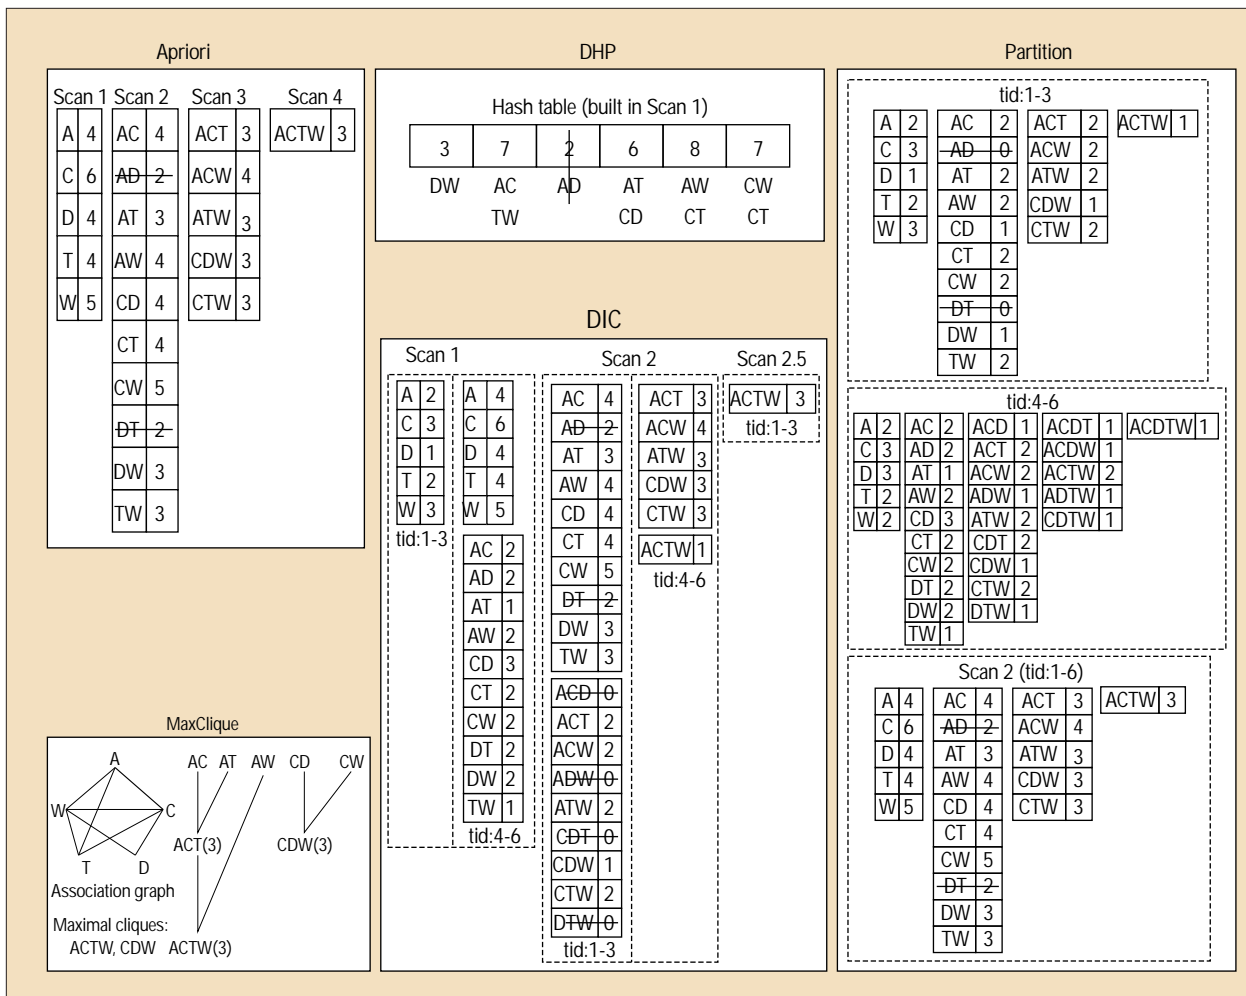 Apriori
Scan 1 Scan 2 Scan 3 Scan 4
A 4
C 6
D 4
T 4
W 5
AC 4
AD 2
AT 3
AW 4
CD 4
CT 4
CW 5
DT 2
DW 3
TW 3
ACT 3
ACW 4
ATW 3
CDW 3
CTW 3
ACTW 3
DHP
Hash table (built in Scan 1)
3 7 2 6 8 7
DW AC AD AT AW CW
TW CD CT CT
DIC
Scan 1
A 2
C 3
D 1
T 2
W 3
tid:1-3
A 4
C 6
D 4
T 4
W 5
AC 2
AD 2
AT 1
AW 2
CD 3
CT 2
CW 2
DT 2
DW 2
TW 1
tid:4-6
Scan 2
AC 4
AD 2
AT 3
AW 4
CD 4
CT 4
CW 5
DT 2
DW 3
TW 3
ACD 0
ACT 2
ACW 2
ADW 0
ATW 2
CDT 0
CDW 1
CTW 2
DTW 0
tid:1-3
ACT 3
ACW 4
ATW 3
CDW 3
CTW 3
ACTW 1
tid:4-6
Scan 2.5
ACTW 3
tid:1-3
Partition
tid:1-3
A 2
C 3
D 1
T 2
W 3
AC 2
AD 0
AT 2
AW 2
CD 1
CT 2
CW 2
DT 0
DW 1
TW 2
ACT 2
ACW 2
ATW 2
CDW 1
CTW 2
ACTW 1
tid:4-6
A 2
C 3
D 3
T 2
W 2
AC 2
AD 2
AT 1
AW 2
CD 3
CT 2
CW 2
DT 2
DW 2
TW 1
ACD 1
ACT 2
ACW 2
ADW 1
ATW 2
CDT 2
CDW 1
CTW 2
DTW 1
ACDT 1
ACDW 1
ACTW 2
ADTW 1
CDTW 1
ACDTW 1
Scan 2 (tid:1-6)
A 4
C 6
D 4
T 4
W 5
AC 4
AD 2
AT 3
AW 4
CD 4
CT 4
CW 5
DT 2
DW 3
TW 3
ACT 3
ACW 4
ATW 3
CDW 3
CTW 3
ACTW 3
MaxClique
A
W C
T D
Association graph
Maximal cliques:
ACTW, CDW
AC AT AW CD CW
ACT(3) CDW(3)
ACTW(3)